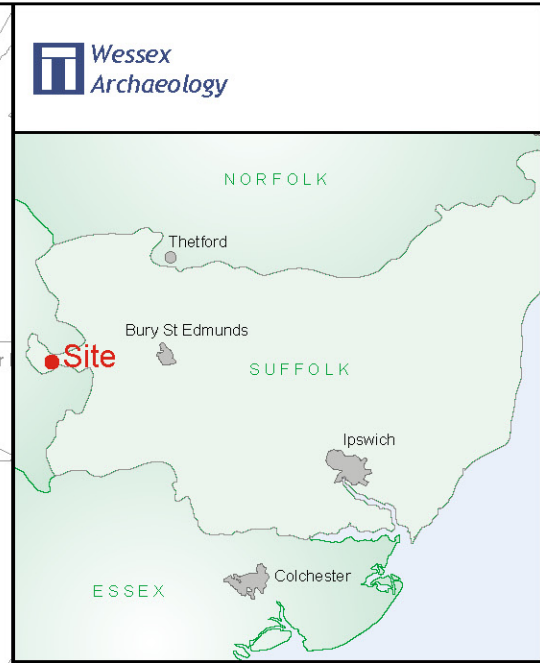 Wessex
Archaeology
NORFOLK
Thetford
Bury St Edmunds
Site
SUFFOLK
Ipswich
Colchester
ESSEX